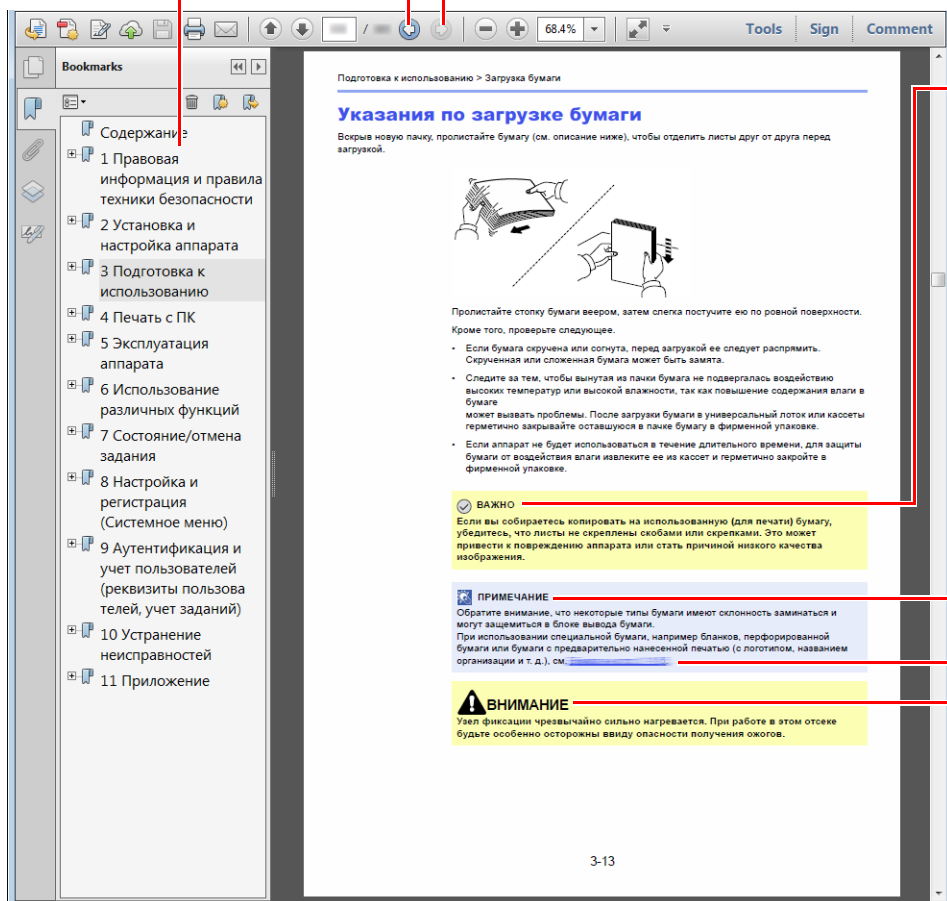 /
68.4%
Tools
Sign
Comment
Bookmarks
Содержание
1 Правовая
информация и правила
техники безопасности
2 Установка и
настройка аппарата
3 Подготовка к
использованию
4 Печать с ПК
5 Эксплуатация
аппарата
6 Использование
различных функций
7 Состояние/отмена
задания
8 Настройка и
регистрация
(Системное меню)
9 Аутентификация и
учет пользователей
(реквизиты пользова
телей, учет заданий)
10 Устранение
неисправностей
11 Приложение
Подготовка к использованию > Загрузка бумаги
Указания по загрузке бумаги
Вскрыв новую пачку, пролистайте бумагу (см. описание ниже), чтобы отделить листы друг от друга перед
загрузкой.
Пролистайте стопку бумаги веером, затем слегка постучите ею по ровной поверхности.
Кроме того, проверьте следующее.
• Если бумага скручена или согнута, перед загрузкой ее следует распрямить.
Скрученная или сложенная бумага может быть замята.
• Следите за тем, чтобы вынутая из пачки бумага не подвергалась воздействию
высоких температур или высокой влажности, так как повышение содержания влаги в
бумаге
может вызвать проблемы. После загрузки бумаги в универсальный лоток или кассеты
герметично закрывайте оставшуюся в пачке бумагу в фирменной упаковке.
• Если аппарат не будет использоваться в течение длительного времени, для защиты
бумаги от воздействия влаги извлеките ее из кассет и герметично закройте в
фирменной упаковке.
ВАЖНО
Если вы собираетесь копировать на использованную (для печати) бумагу,
убедитесь, что листы не скреплены скобами или скрепками. Это может
привести к повреждению аппарата или стать причиной низкого качества
изображения.
ПРИМЕЧАНИЕ
Обратите внимание, что некоторые типы бумаги имеют склонность заминаться и
могут защемиться в блоке вывода бумаги.
При использовании специальной бумаги, например бланков, перфорированной
бумаги или бумаги с предварительно нанесенной печатью (с логотипом, названием
организации и т. д.), см.
ВНИМАНИЕ
Узел фиксации чрезвычайно сильно нагревается. При работе в этом отсеке
будьте особенно осторожны ввиду опасности получения ожогов.
3-13